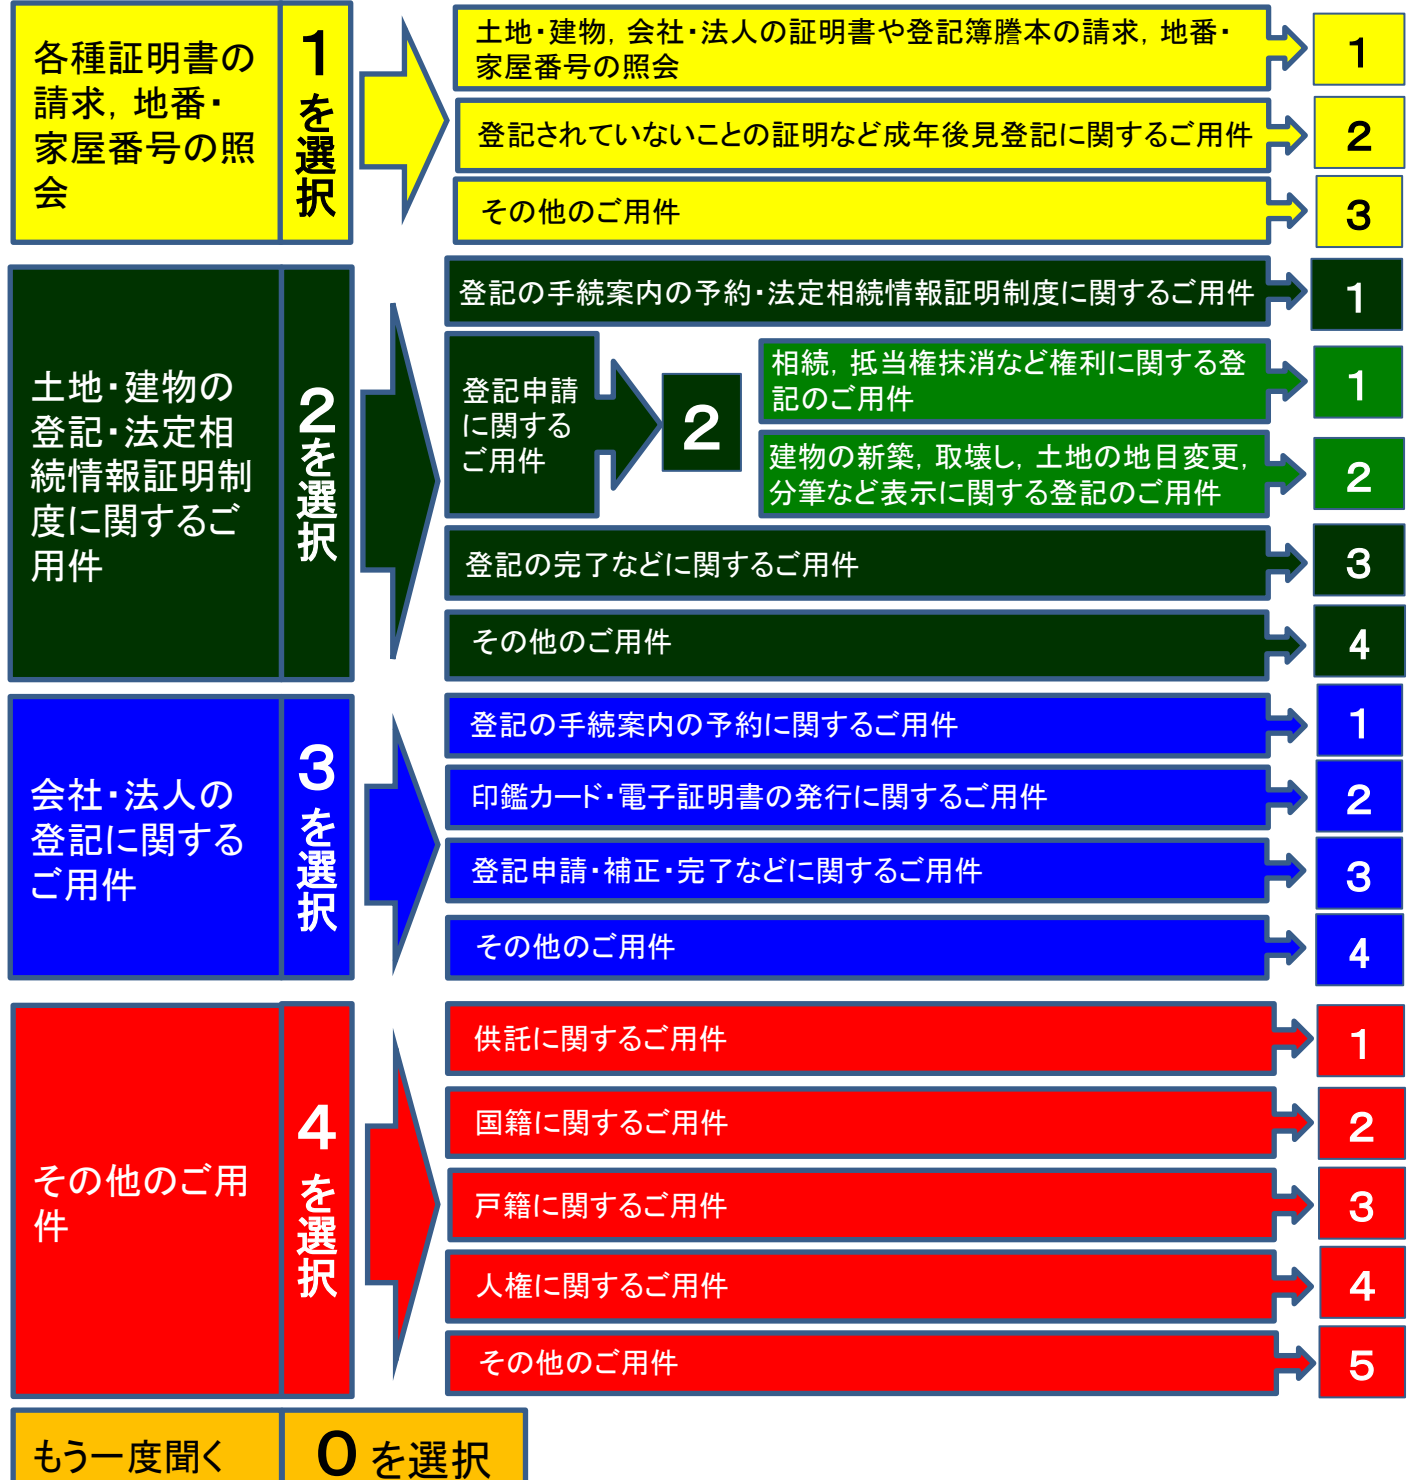 各種証明書の
請求，地番・
家屋番号の照
会
1を選択
土地・建物，会社・法人の証明書や登記簿謄本の請求，地番・
家屋番号の照会
1
登記されていないことの証明など成年後見登記に関するご用件
2
その他のご用件
3
土地・建物の
登記・法定相
続情報証明制
度に関するご
用件
2を選択
登記の手続案内の予約・法定相続情報証明制度に関するご用件
1
登記申請
に関する
ご用件
2
相続，抵当権抹消など権利に関する登
記のご用件
1
建物の新築，取壊し，土地の地目変更，
分筆など表示に関する登記のご用件
2
登記の完了などに関するご用件
3
その他のご用件
4
会社・法人の
登記に関する
ご用件
3を選択
登記の手続案内の予約に関するご用件
1
印鑑カード・電子証明書の発行に関するご用件
2
登記申請・補正・完了などに関するご用件
3
その他のご用件
4
その他のご用
件
4を選択
供託に関するご用件
1
国籍に関するご用件
2
戸籍に関するご用件
3
人権に関するご用件
4
その他のご用件
5
もう一度聞く
0を選択